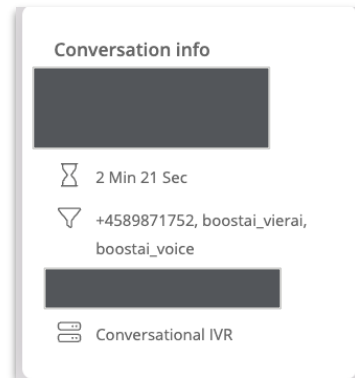 Conversation info
2 Min 21 Sec
+4589871752, boostai_vierai,
boostai_voice
Conversational IVR